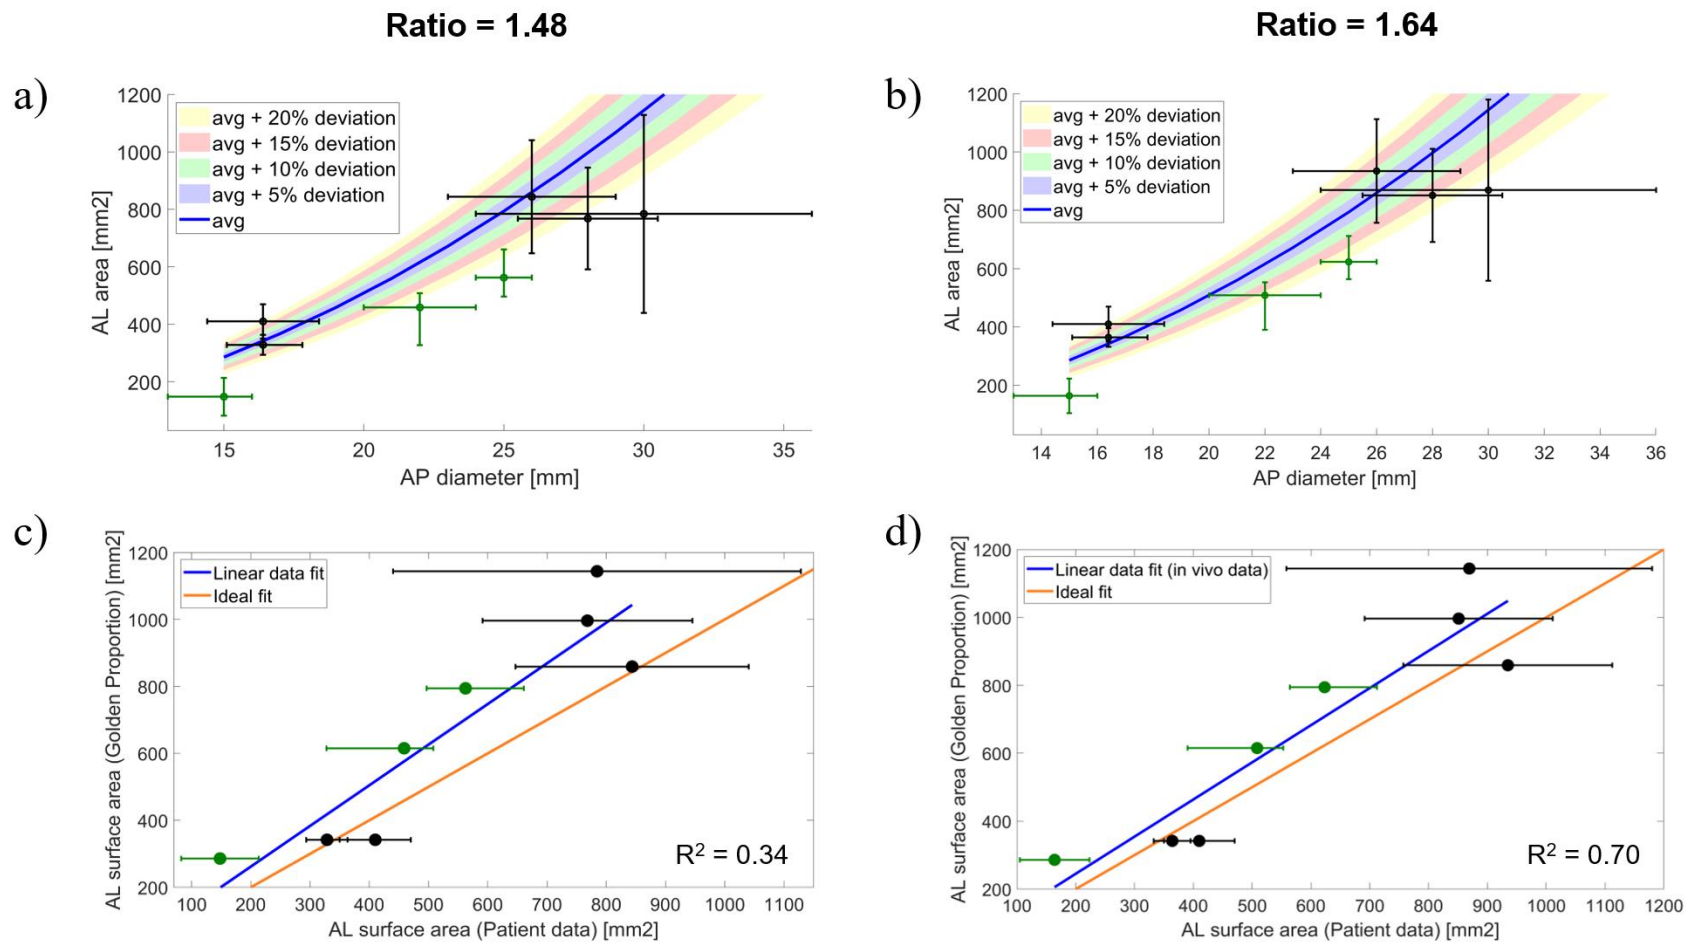 Ratio = 1.48
Ratio = 1.64
a)
1200
1000
800
600
400
200
AL area [mm2]
avg + 20% deviation
avg + 15% deviation
avg + 10% deviation
avg + 5% deviation
avg
15
20
25
30
35
AP diameter [mm]
b)
1200
1000
800
600
400
200
AL area [mm2]
avg + 20% deviation
avg + 15% deviation
avg + 10% deviation
avg + 5% deviation
avg
14
16
18
20
22
24
26
28
30
32
34
36
AP diameter [mm]
c)
1200
1000
800
600
400
200
AL surface area (Golden Proportion) [mm2]
Linear data fit
Ideal fit
R² = 0.34
100
200
300
400
500
600
700
800
900
1000
1100
AL surface area (Patient data) [mm2]
d)
1200
1000
800
600
400
200
AL surface area (Golden Proportion) [mm2]
Linear data fit (in vivo data)
Ideal fit
R² = 0.70
100
200
300
400
500
600
700
800
900
1000
1100
1200
AL surface area (Patient data) [mm2]